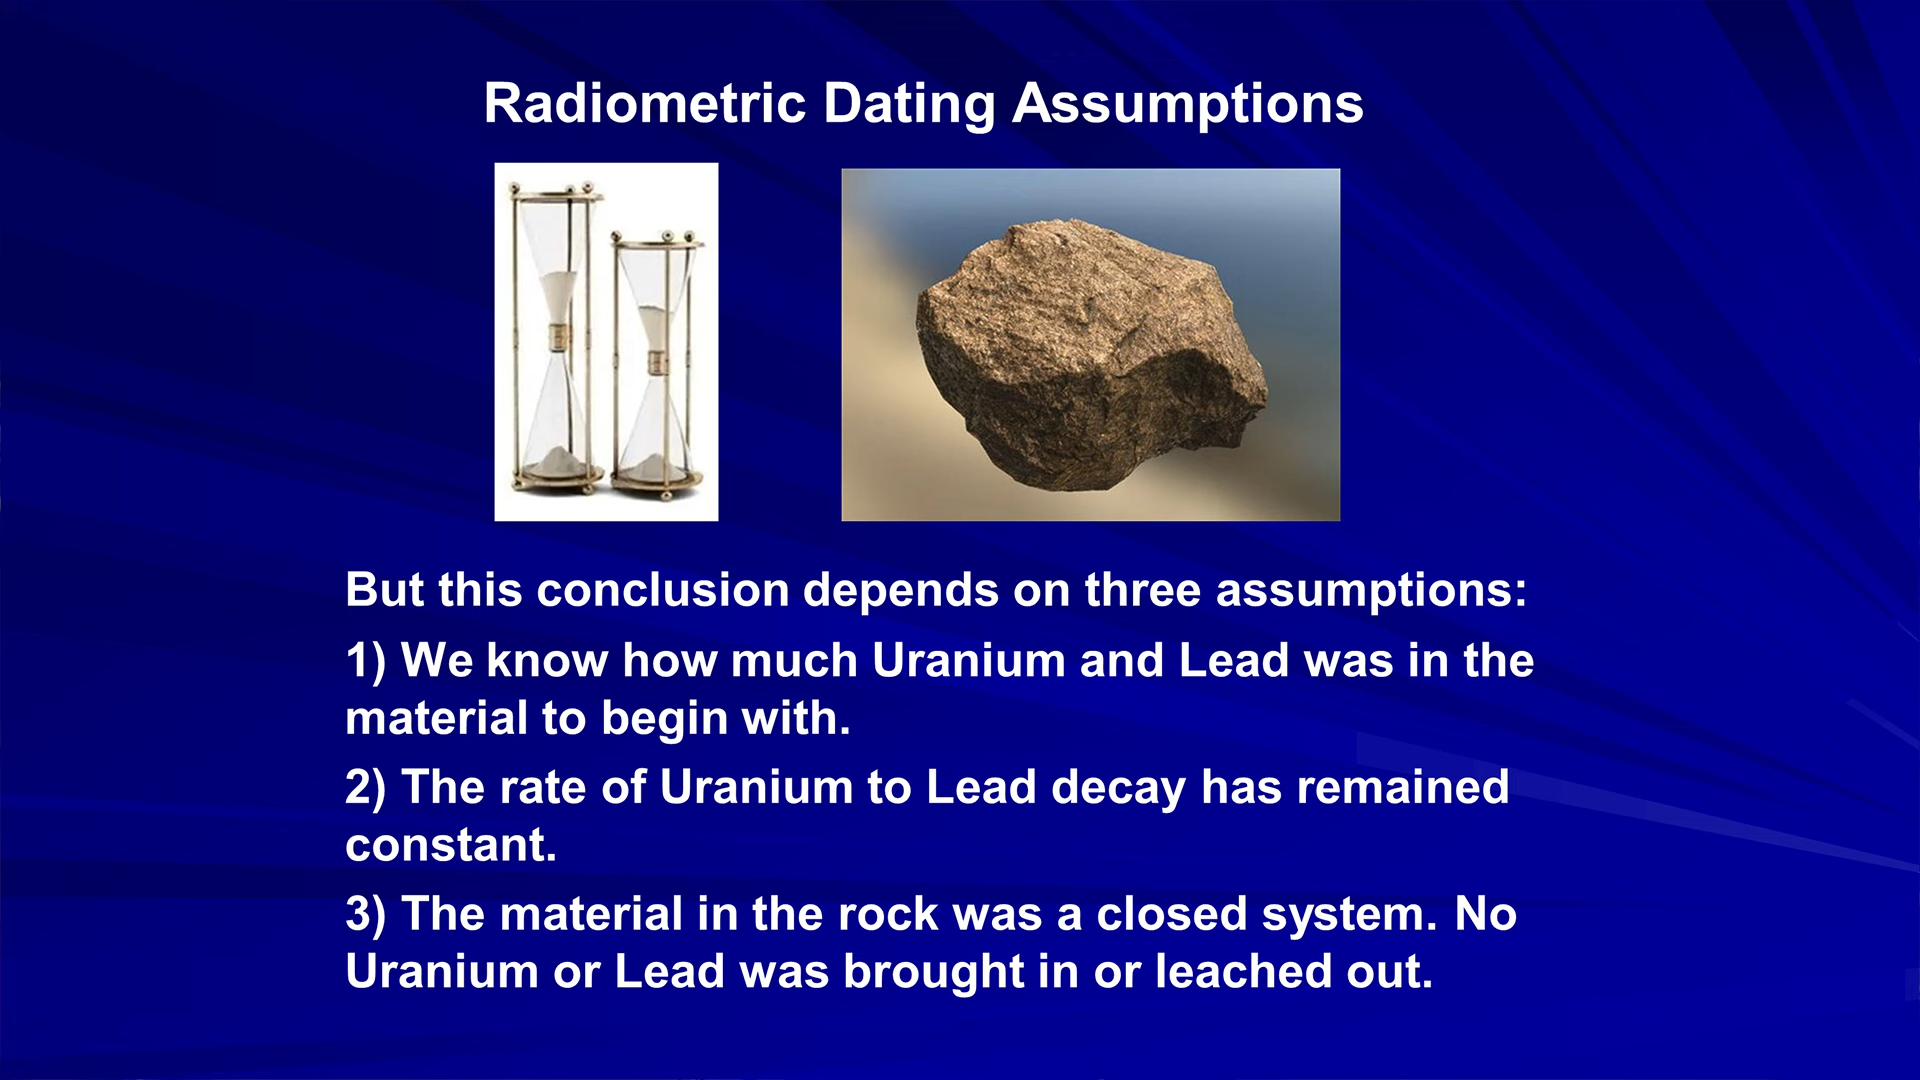 Radiometric Dating Assumptions
But this conclusion depends on three assumptions:
1) We know how much Uranium and Lead was in the
material to begin with.
2) The rate of Uranium to Lead decay has remained
constant.
3) The material in the rock was a closed system. No
Uranium or Lead was brought in or leached out.